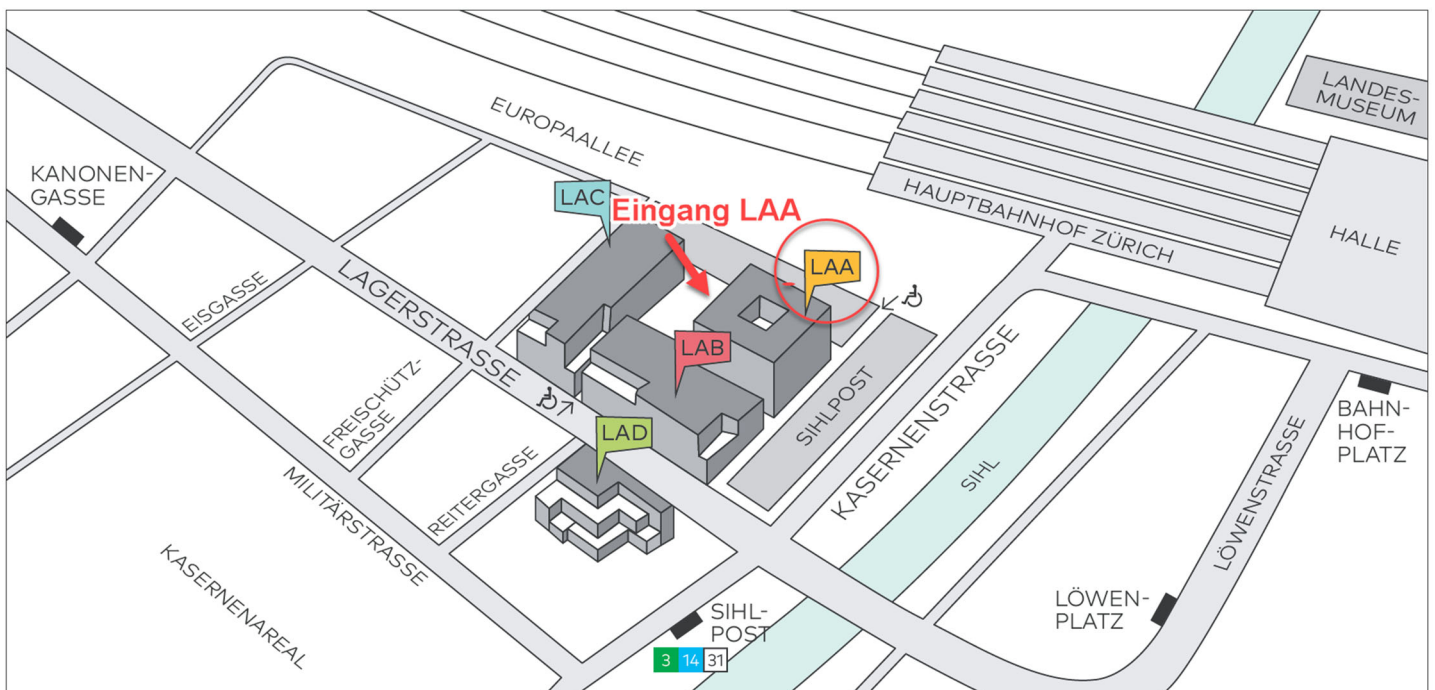 LANDES-
MUSEUM
EUROPAALLEE
KANONEN-
GASSE
LAC
Eingang LAA
HAUPTBAHNHOF ZÜRICH
HALLE
LAA
EISGASSE
LAGERSTRASSE
LAB
SIHLPOST
KASERNENSTRASSE
FREISCHÜTZ-
GASSE
LAD
REITERGASSE
MILITÄRSTRASSE
SIHL
LÖWENSTRASSE
BAHN-
HOF-
PLATZ
KASERNENAREAL
SIHL-
POST
3 14 31
LÖWEN-
PLATZ